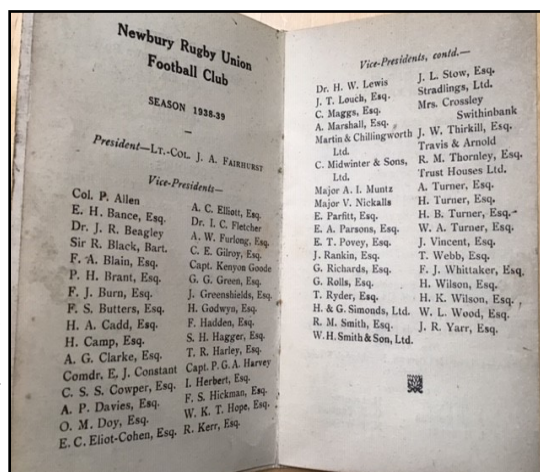 Newbury Rugby Union
Football Club
SEASON 1938-39
President—LT.-COL. J. A. FAIRHURST
Vice-Presidents—
Col. P. Allen
E. H. Bance, Esq.
Dr. J. R. Beagley
Sir R. Black, Bart.
F. A. Blain, Esq.
P. H. Brant, Esq.
F. J. Burn, Esq.
F. S. Butters, Esq.
H. A. Cadd, Esq.
H. Camp, Esq.
A. G. Clarke, Esq.
Comdr. E. J. Constant
C. S. S. Cowper, Esq.
A. P. Davies, Esq.
O. M. Doy, Esq.
E. C. Eliot-Cohen, Esq.
A. C. Elliott, Esq.
Dr. I. C. Fletcher
A. W. Furlong, Esq.
C. E. Gilroy, Esq.
Capt. Kenyon Goode
G. G. Green, Esq.
J. Greenshields, Esq.
H. Godwyn, Esq.
F. Hadden, Esq.
S. H. Hagger, Esq.
T. R. Harley, Esq.
Capt. P. G. A. Harvey
I. Herbert, Esq.
F. S. Hickman, Esq.
W. K. T. Hope, Esq.
R. Kerr, Esq.
Vice-Presidents, contd.—
Dr. H. W. Lewis
J. T. Louch, Esq.
C. Maggs, Esq.
A. Marshall, Esq.
Martin & Chillingworth
Ltd.
C. Midwinter & Sons,
Ltd.
Major A. I. Muntz
Major V. Nickalls
E. Parfitt, Esq.
E. A. Parsons, Esq.
E. T. Povey, Esq.
J. Rankin, Esq.
G. Richards, Esq.
G. Rolls, Esq.
T. Ryder, Esq.
H. & G. Simonds, Ltd.
R. M. Smith, Esq.
W. H. Smith & Son, Ltd.
J. L. Stow, Esq.
Stradlings, Ltd.
Mrs. Crossley
Swithinbank
J. W. Thirkill, Esq.
Travis & Arnold
R. M. Thornley, Esq.
Trust Houses Ltd.
A. Turner, Esq.
H. Turner, Esq.
H. B. Turner, Esq.
W. A. Turner, Esq.
J. Vincent, Esq.
T. Webb, Esq.
F. J. Whittaker, Esq.
H. Wilson, Esq.
H. K. Wilson, Esq.
W. L. Wood, Esq.
J. R. Yarr, Esq.